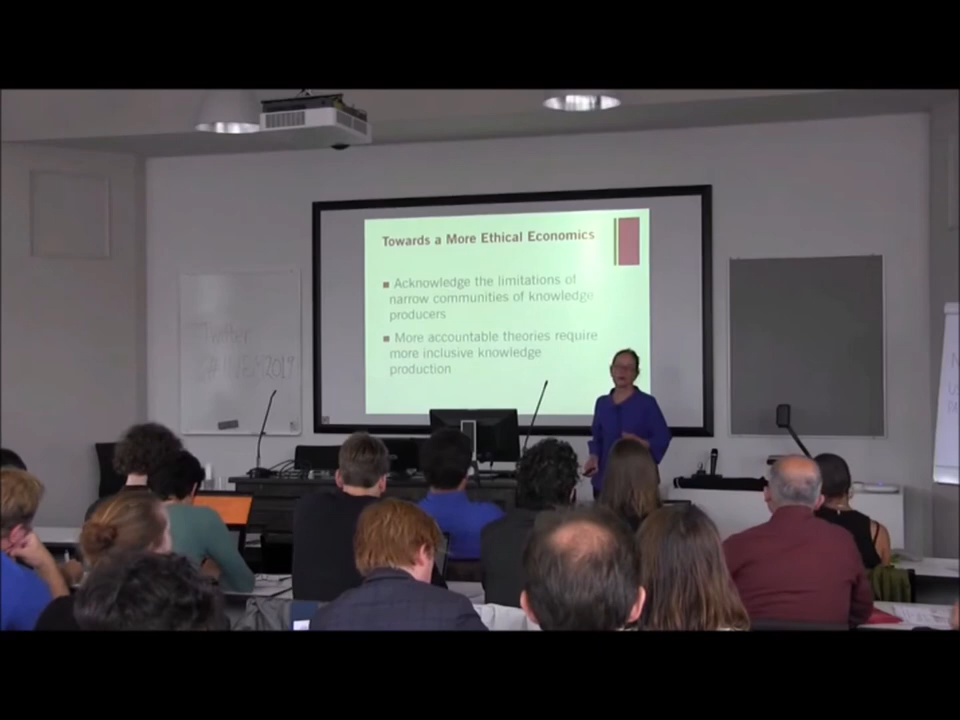 Towards a More Ethical Economics
■ Acknowledge the limitations of
narrow communities of knowledge
producers
■ More accountable theories require
more inclusive knowledge
production
Twitter